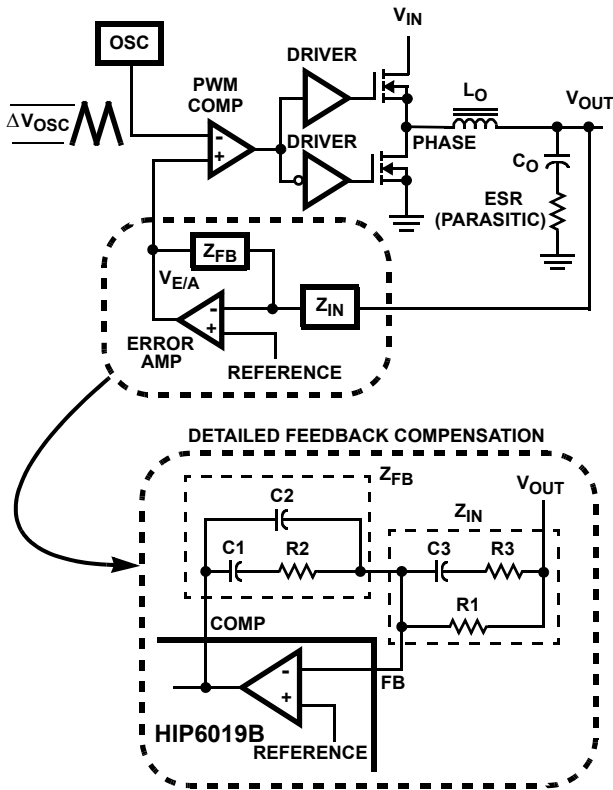 V_IN
OSC
DRIVER
L_O
V_OUT
PWM
COMP
ΔV_OSC
DRIVER
PHASE
-
+
C_O
ESR
(PARASITIC)
Z_FB
V_E/A
Z_IN
-
+
ERROR
AMP
REFERENCE
DETAILED FEEDBACK COMPENSATION
Z_FB
V_OUT
C2
Z_IN
C1
R2
C3
R3
R1
COMP
-
+
FB
HIP6019B
REFERENCE